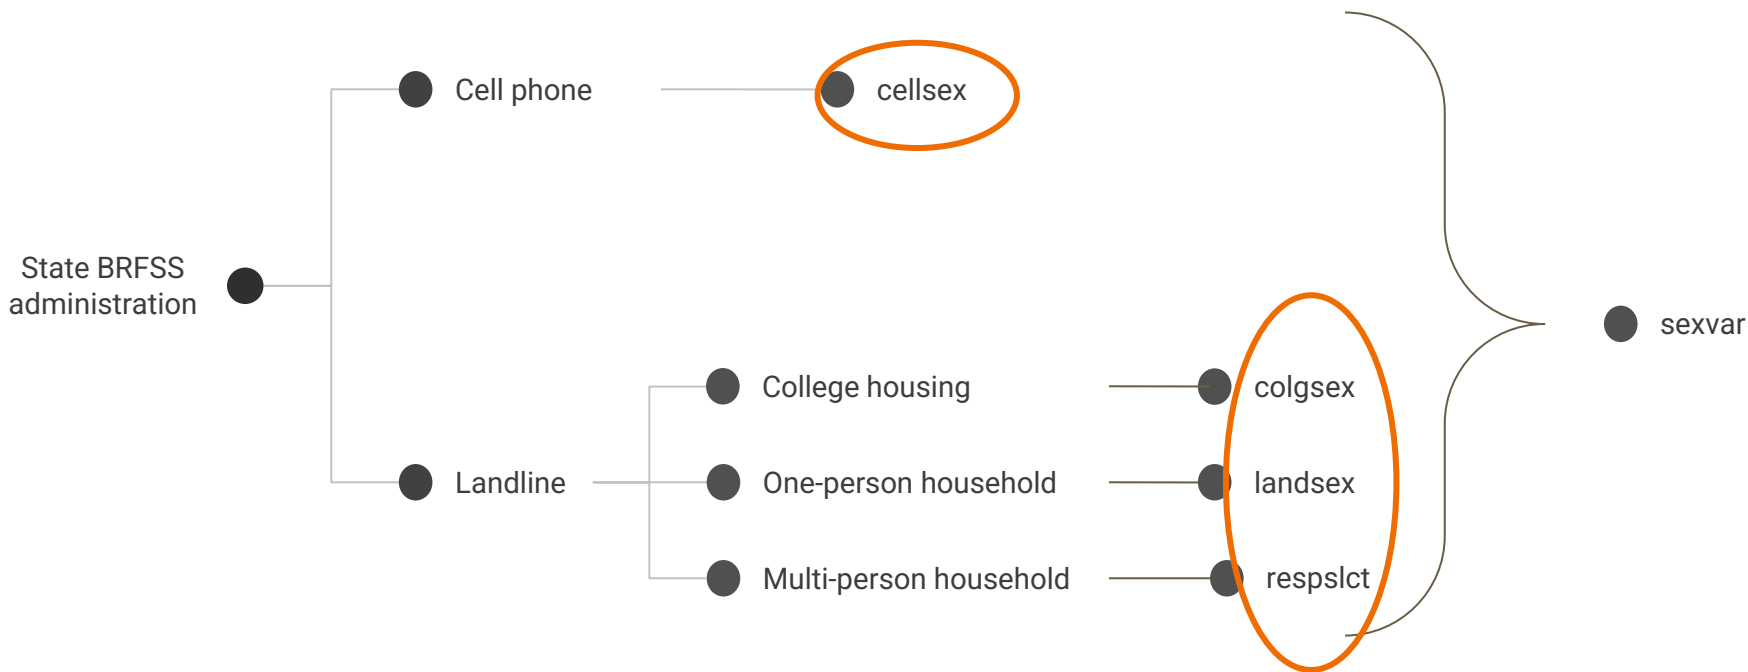 Cell phone
cellsex
State BRFSS
administration
sexvar
College housing
colgsex
Landline
One-person household
landsex
Multi-person household
respslct